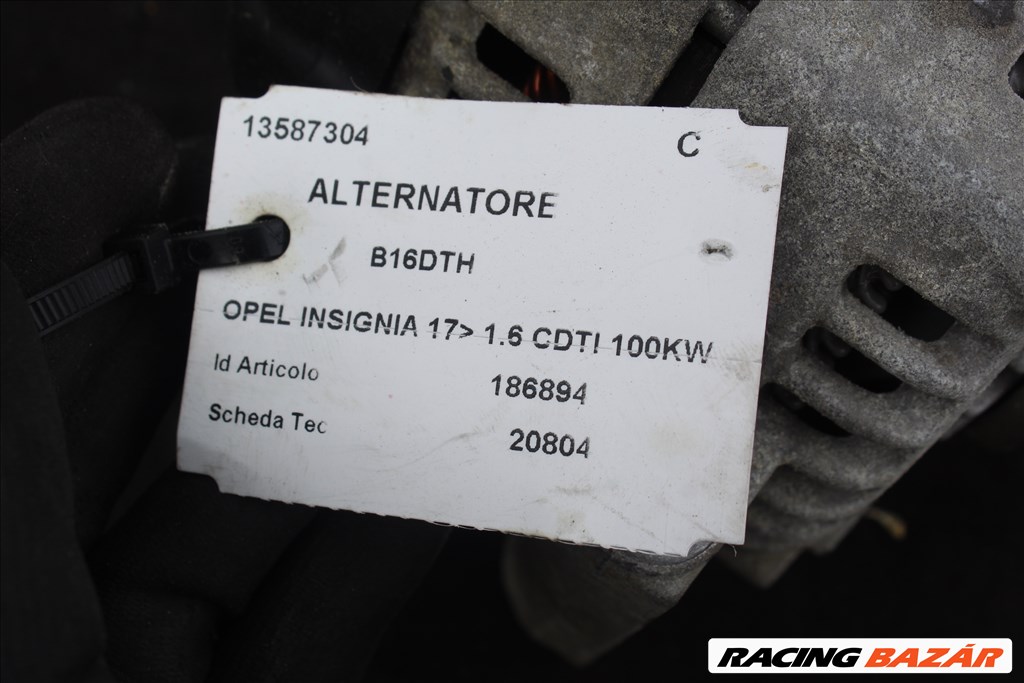 13587304 C
ALTERNATORE
B16DTH
OPEL INSIGNIA 17> 1.6 CDTI 100KW
Id Articolo 186894
Scheda Tec 20804
RACING BAZÁR